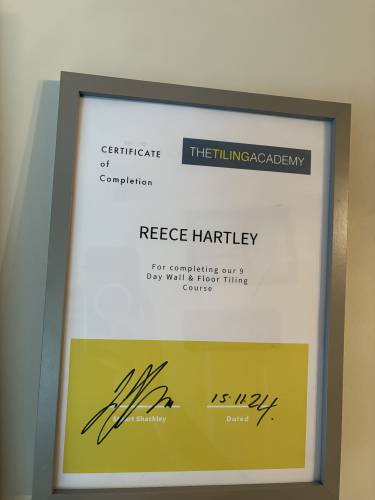 CERTIFICATE
of
Completion
THETILINGACADEMY
REECE HARTLEY
For completing our 9
Day Wall & Floor Tiling
Course
15.11.24.
Shackley
Dated